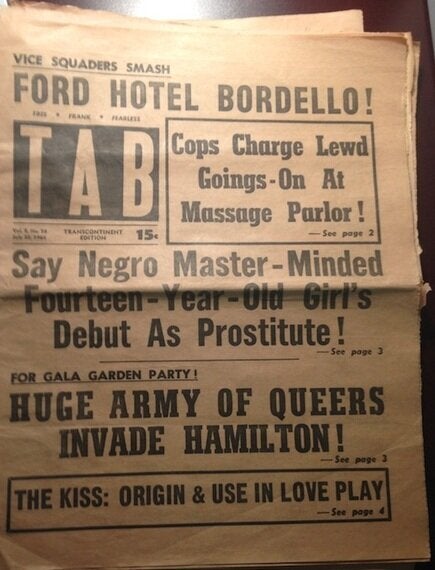 VICE SQUADERS SMASH
FORD HOTEL BORDELLO!
FREE • FRANK • FEARLESS
TAB
TRANSCONTINENT
EDITION
15¢
Cops Charge Lewd
Goings-On At
Massage Parlor!
—See page 2
Say Negro Master-Minded
Fourteen-Year-Old Girl's
Debut As Prostitute!
—See page 3
FOR GALA GARDEN PARTY!
HUGE ARMY OF QUEERS
INVADE HAMILTON!
—See page 3
THE KISS: ORIGIN & USE IN LOVE PLAY
—See page 4